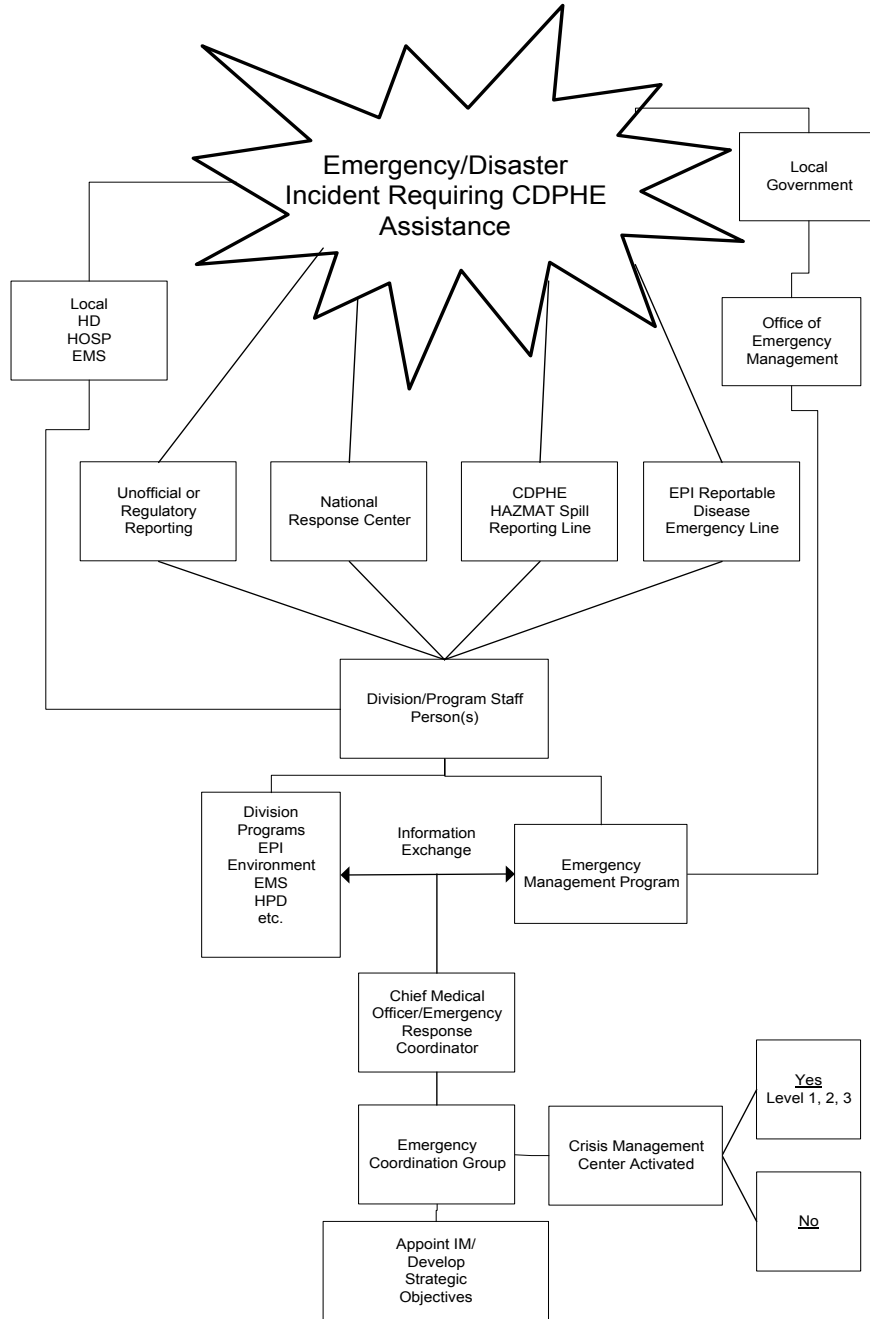 Emergency/Disaster
Incident Requiring CDPHE
Assistance
Local
Government
Local
HD
HOSP
EMS
Office of
Emergency
Management
Unofficial or
Regulatory
Reporting
National
Response Center
CDPHE
HAZMAT Spill
Reporting Line
EPI Reportable
Disease
Emergency Line
Division/Program Staff
Person(s)
Division
Programs
EPI
Environment
EMS
HPD
etc.
Information
Exchange
Emergency
Management Program
Chief Medical
Officer/Emergency
Response
Coordinator
Yes
Level 1, 2, 3
Emergency
Coordination Group
Crisis Management
Center Activated
No
Appoint IM/
Develop
Strategic
Objectives